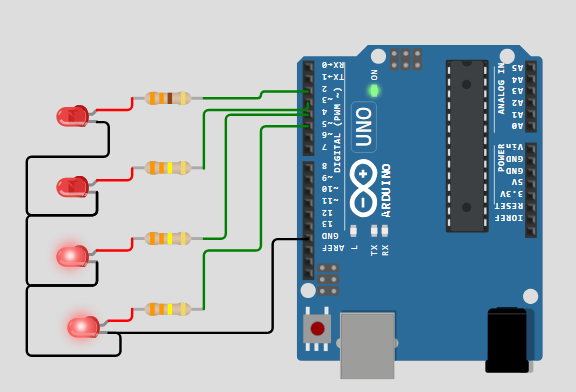 RX←0
TX→1
2
~3
4
~5
~6
7
DIGITAL (PWM ~)
8
~9
~10
~11
12
13
GND
AREF
ON
UNO
ARDUINO
L
TX
RX
ANALOG IN
A5
A4
A3
A2
A1
A0
POWER
Vin
GND
GND
5V
3.3V
RESET
IOREF